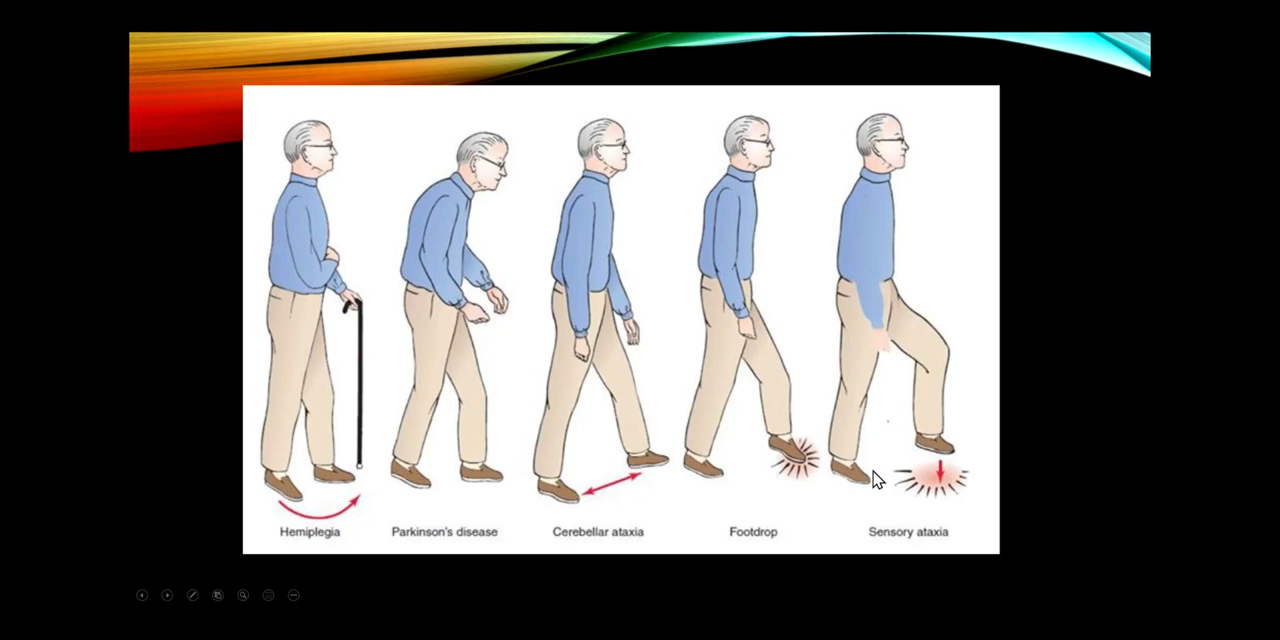 Hemiplegia
Parkinson's disease
Cerebellar ataxia
Footdrop
Sensory ataxia